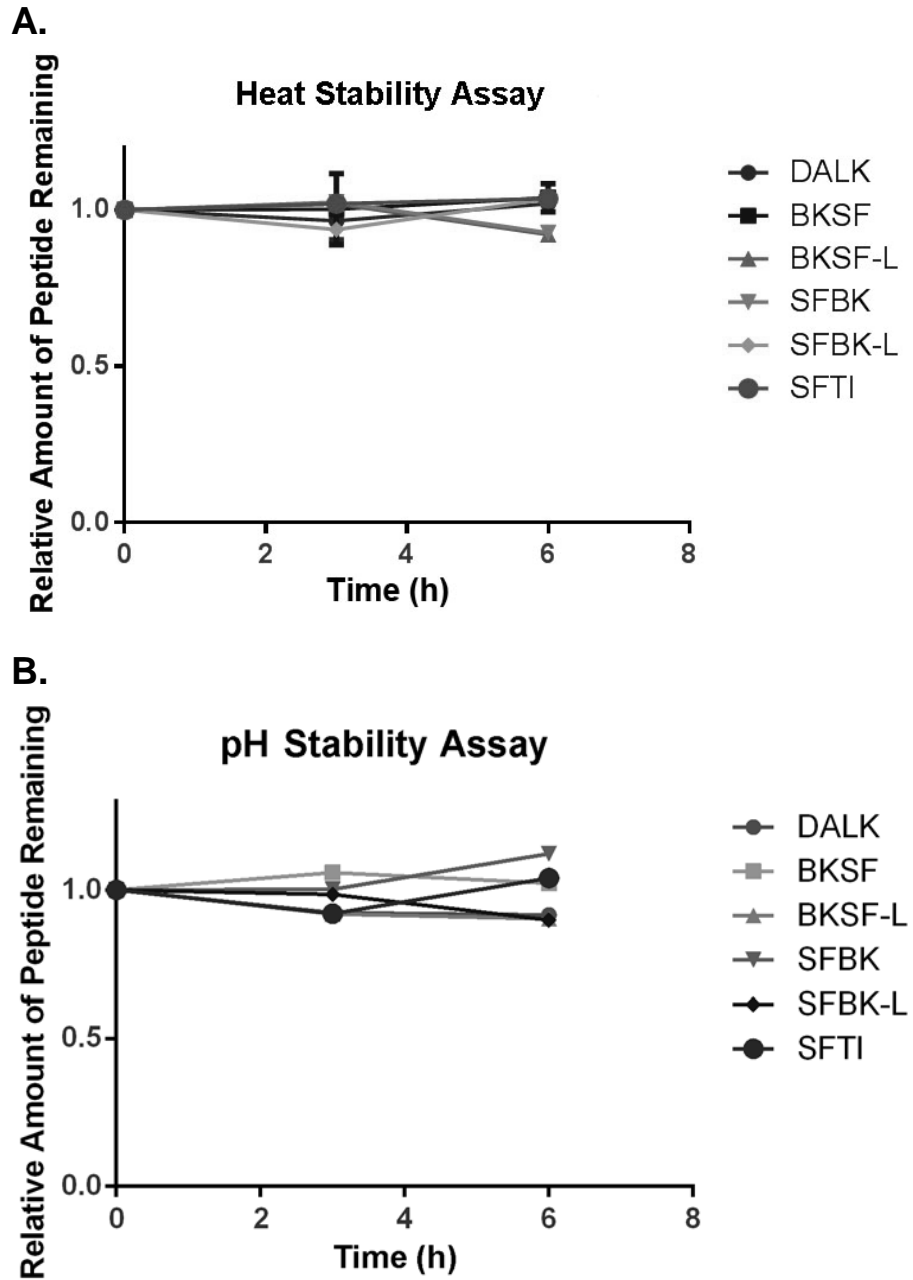 A.
Heat Stability Assay
Relative Amount of Peptide Remaining
1.0
0.5
0.0
0 2 4 6 8
Time (h)
DALK
BKSF
BKSF-L
SFBK
SFBK-L
SFTI
B.
pH Stability Assay
Relative Amount of Peptide Remaining
1.0
0.5
0.0
0 2 4 6 8
Time (h)
DALK
BKSF
BKSF-L
SFBK
SFBK-L
SFTI